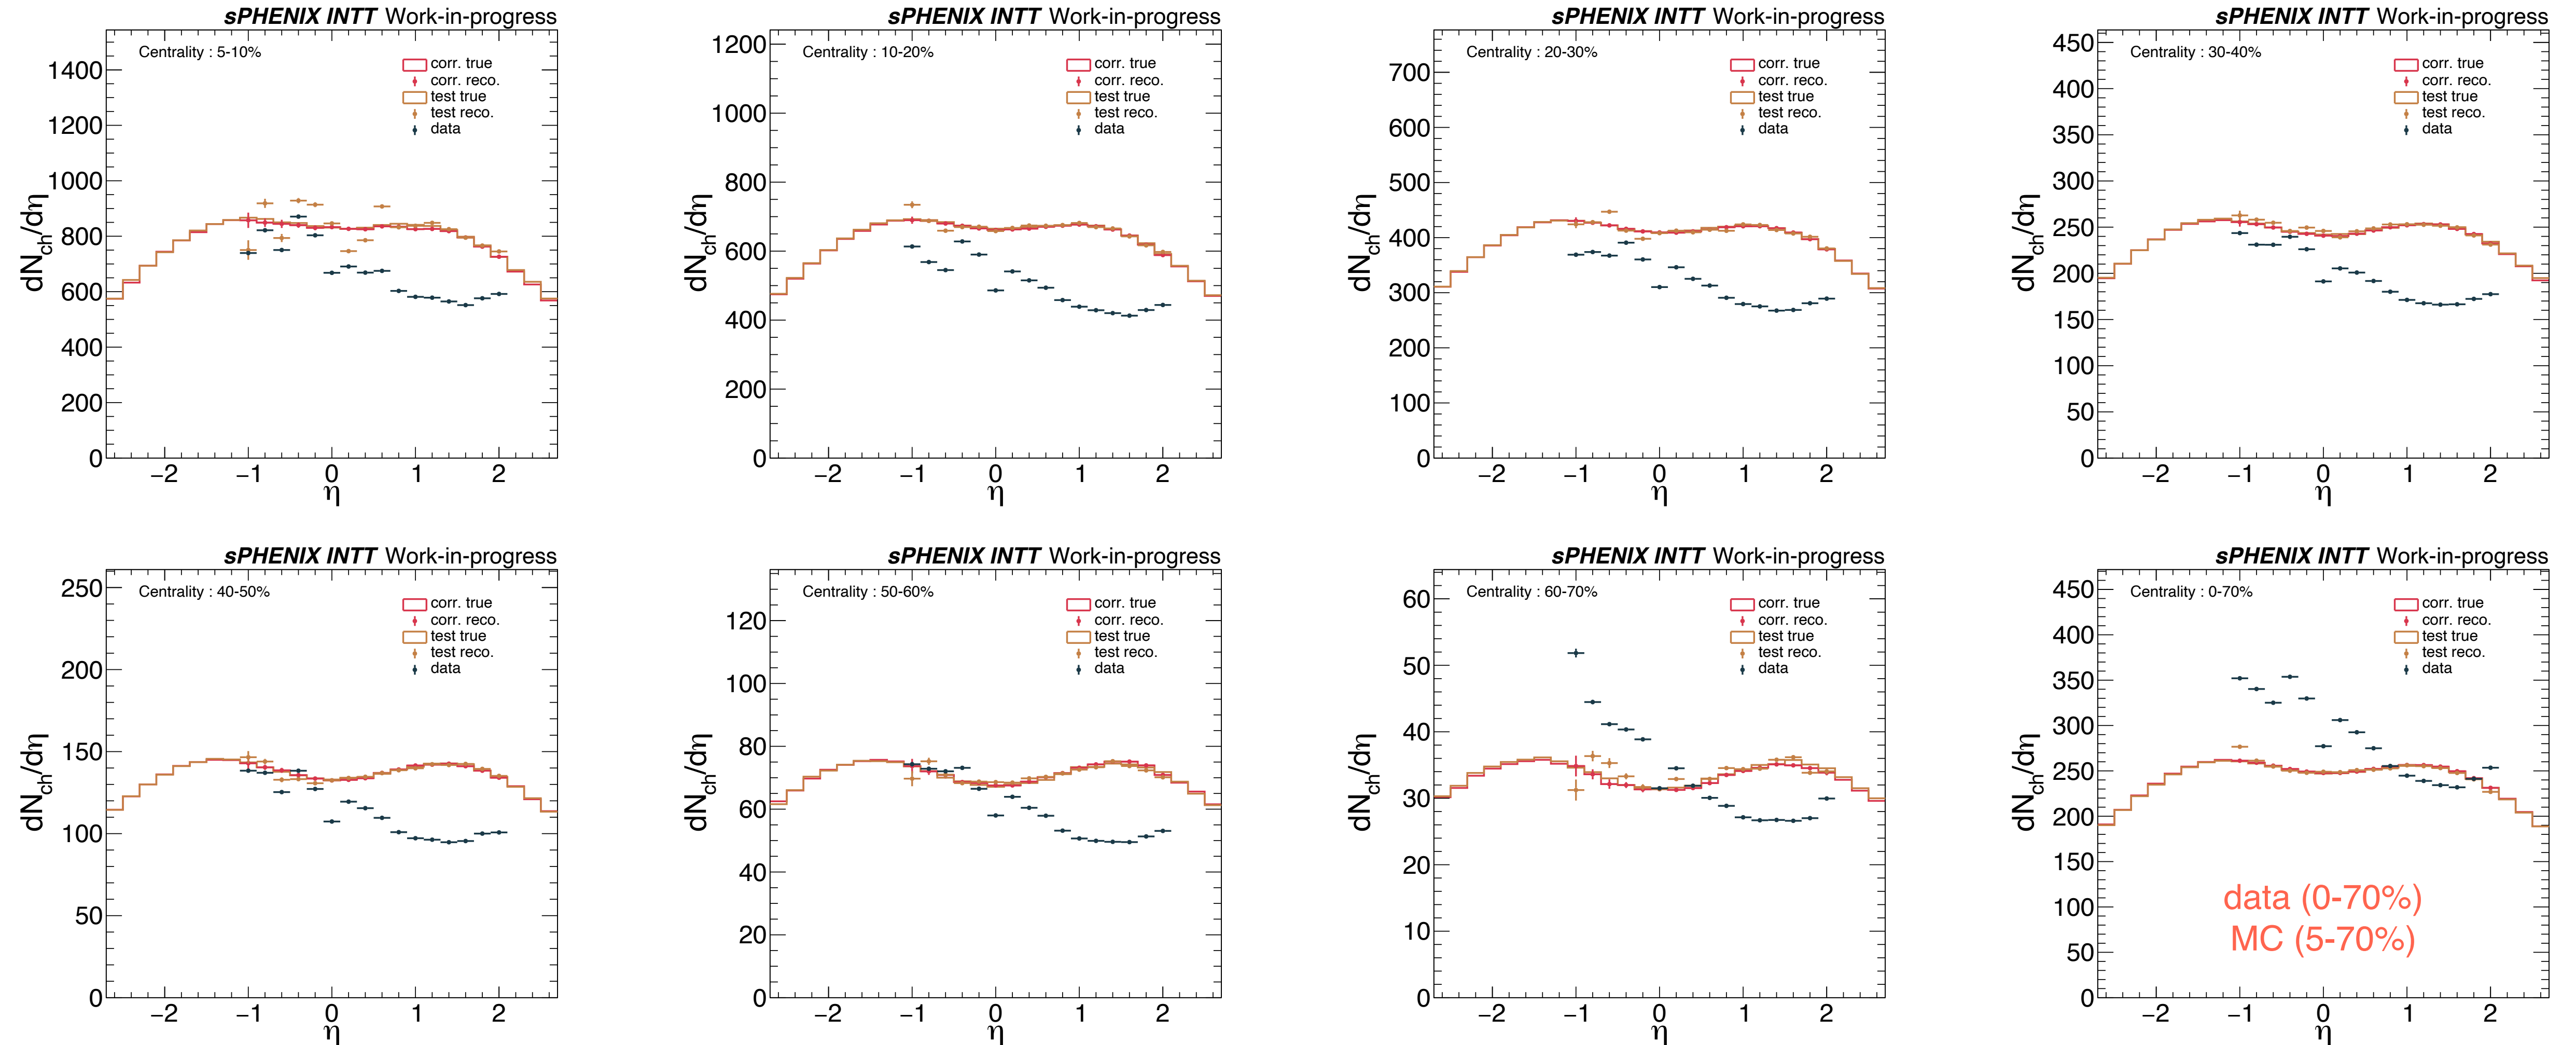 sPHENIX INTT Work-in-progress
Centrality : 5-10%
corr. true
corr. reco.
test true
test reco.
data
dNch/dη
1400
1200
1000
800
600
400
200
0
−2 −1 0 1 2
η
sPHENIX INTT Work-in-progress
Centrality : 10-20%
corr. true
corr. reco.
test true
test reco.
data
dNch/dη
1200
1000
800
600
400
200
0
−2 −1 0 1 2
η
sPHENIX INTT Work-in-progress
Centrality : 20-30%
corr. true
corr. reco.
test true
test reco.
data
dNch/dη
700
600
500
400
300
200
100
0
−2 −1 0 1 2
η
sPHENIX INTT Work-in-progress
Centrality : 30-40%
corr. true
corr. reco.
test true
test reco.
data
dNch/dη
450
400
350
300
250
200
150
100
50
0
−2 −1 0 1 2
η
sPHENIX INTT Work-in-progress
Centrality : 40-50%
corr. true
corr. reco.
test true
test reco.
data
dNch/dη
250
200
150
100
50
0
−2 −1 0 1 2
η
sPHENIX INTT Work-in-progress
Centrality : 50-60%
corr. true
corr. reco.
test true
test reco.
data
dNch/dη
120
100
80
60
40
20
0
−2 −1 0 1 2
η
sPHENIX INTT Work-in-progress
Centrality : 60-70%
corr. true
corr. reco.
test true
test reco.
data
dNch/dη
60
50
40
30
20
10
0
−2 −1 0 1 2
η
sPHENIX INTT Work-in-progress
Centrality : 0-70%
corr. true
corr. reco.
test true
test reco.
data
dNch/dη
450
400
350
300
250
200
150
100
50
0
data (0-70%)
MC (5-70%)
−2 −1 0 1 2
η